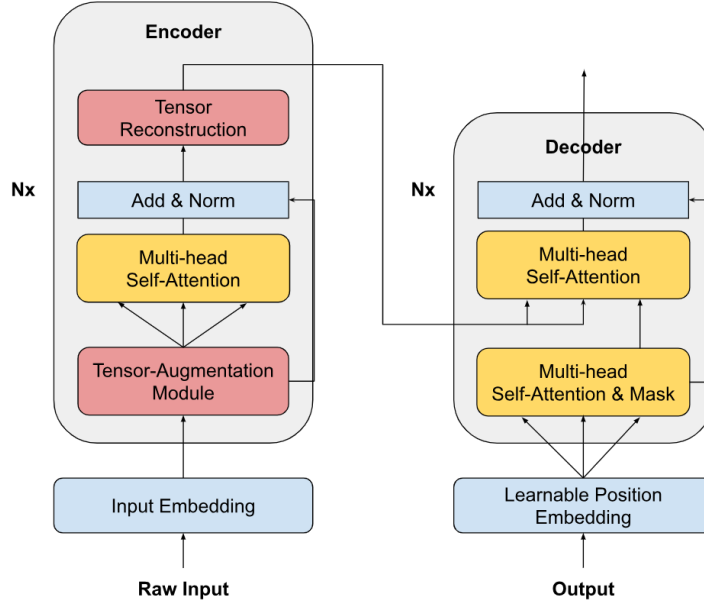 Encoder
Tensor
Reconstruction
Nx
Add & Norm
Multi-head
Self-Attention
Tensor-Augmentation
Module
Input Embedding
Raw Input
Decoder
Nx
Add & Norm
Multi-head
Self-Attention
Multi-head
Self-Attention & Mask
Learnable Position
Embedding
Output